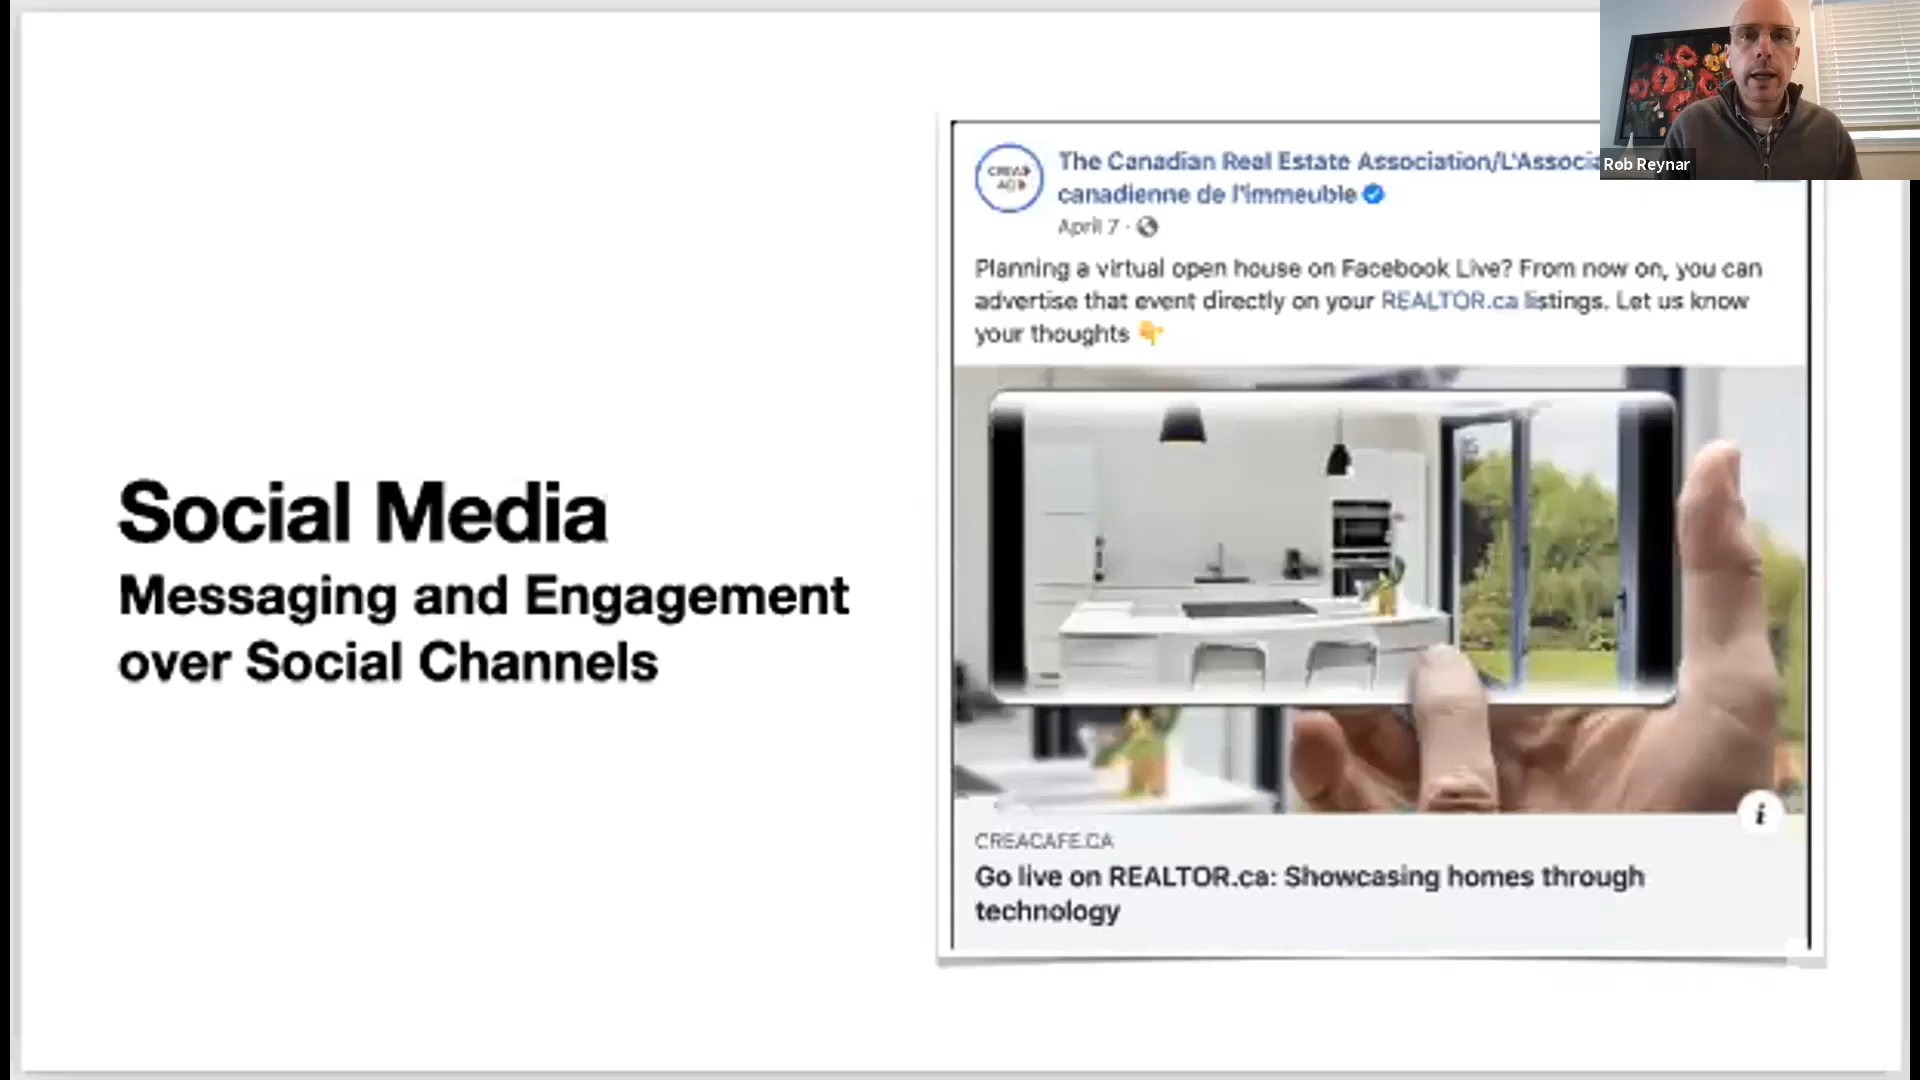 Social Media
Messaging and Engagement
over Social Channels
The Canadian Real Estate Association/L'Associa
canadienne de l'immeuble
April 7 ·
Planning a virtual open house on Facebook Live? From now on, you can
advertise that event directly on your REALTOR.ca listings. Let us know
your thoughts 👇
CREACAFE.CA
Go live on REALTOR.ca: Showcasing homes through
technology
i
Rob Reynar